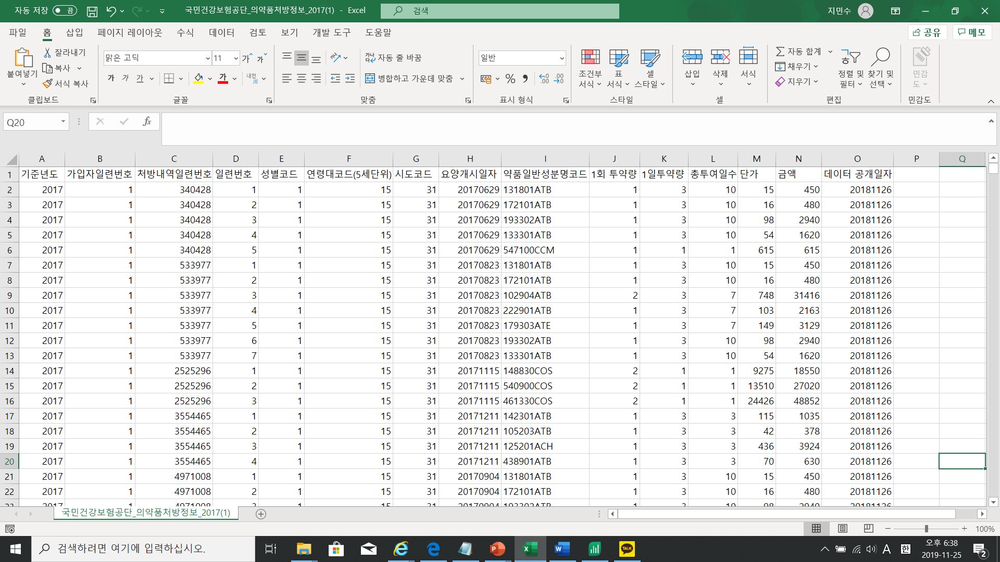 자동 저장 끔 국민건강보험공단_의약품처방정보_2017(1) - Excel 검색 지민수
파일 홈 삽입 페이지 레이아웃 수식 데이터 검토 보기 개발 도구 도움말 공유 메모
붙여넣기 잘라내기 복사 서식 복사 클립보드
맑은 고딕 11 가 가 가 가 가 가 내천 글꼴
자동 줄 바꿈 병합하고 가운데 맞춤 맞춤
일반 % 표시 형식
조건부 서식 표 서식 셀 스타일 스타일
삽입 삭제 서식 셀
자동 합계 채우기 지우기 정렬 및 필터 찾기 및 선택 편집
민감도 민감도
Q20 fx
A B C D E F G H I J K L M N O P Q
1 기준년도 가입자일련번호 처방내역일련번호 일련번호 성별코드 연령대코드(5세단위) 시도코드 요양개시일자 약품일반성분명코드 1회 투약량 1일투약량 총투여일수 단가 금액 데이터 공개일자
2 2017 1 340428 1 1 15 31 20170629 131801ATB 1 3 10 15 450 20181126
3 2017 1 340428 2 1 15 31 20170629 172101ATB 1 3 10 16 480 20181126
4 2017 1 340428 3 1 15 31 20170629 193302ATB 1 3 10 98 2940 20181126
5 2017 1 340428 4 1 15 31 20170629 133301ATB 1 3 10 54 1620 20181126
6 2017 1 340428 5 1 15 31 20170629 547100CCM 1 1 1 615 615 20181126
7 2017 1 533977 1 1 15 31 20170823 131801ATB 1 3 10 15 450 20181126
8 2017 1 533977 2 1 15 31 20170823 172101ATB 1 3 10 16 480 20181126
9 2017 1 533977 3 1 15 31 20170823 102904ATB 2 3 7 748 31416 20181126
10 2017 1 533977 4 1 15 31 20170823 222901ATB 1 3 7 103 2163 20181126
11 2017 1 533977 5 1 15 31 20170823 179303ATE 1 3 7 149 3129 20181126
12 2017 1 533977 6 1 15 31 20170823 193302ATB 1 3 10 98 2940 20181126
13 2017 1 533977 7 1 15 31 20170823 133301ATB 1 3 10 54 1620 20181126
14 2017 1 2525296 1 1 15 31 20171115 148830COS 2 1 1 9275 18550 20181126
15 2017 1 2525296 2 1 15 31 20171115 540900COS 2 1 1 13510 27020 20181126
16 2017 1 2525296 3 1 15 31 20171115 461330COS 2 1 1 24426 48852 20181126
17 2017 1 3554465 1 1 15 31 20171211 142301ATB 1 3 3 115 1035 20181126
18 2017 1 3554465 2 1 15 31 20171211 105203ATB 1 3 3 42 378 20181126
19 2017 1 3554465 3 1 15 31 20171211 125201ACH 1 3 3 436 3924 20181126
20 2017 1 3554465 4 1 15 31 20171211 438901ATB 1 3 3 70 630 20181126
21 2017 1 4971008 1 1 15 31 20170904 131801ATB 1 3 10 15 450 20181126
22 2017 1 4971008 2 1 15 31 20170904 172101ATB 1 3 10 16 480 20181126
23 2017 1 4971008 3 1 15 31 20170904 193302ATB 1 3 10 98 2940 20181126
국민건강보험공단_의약품처방정보_2017(1)
100%
검색하려면 여기에 입력하십시오. TALK A 한 오후 6:38
2019-11-25 2